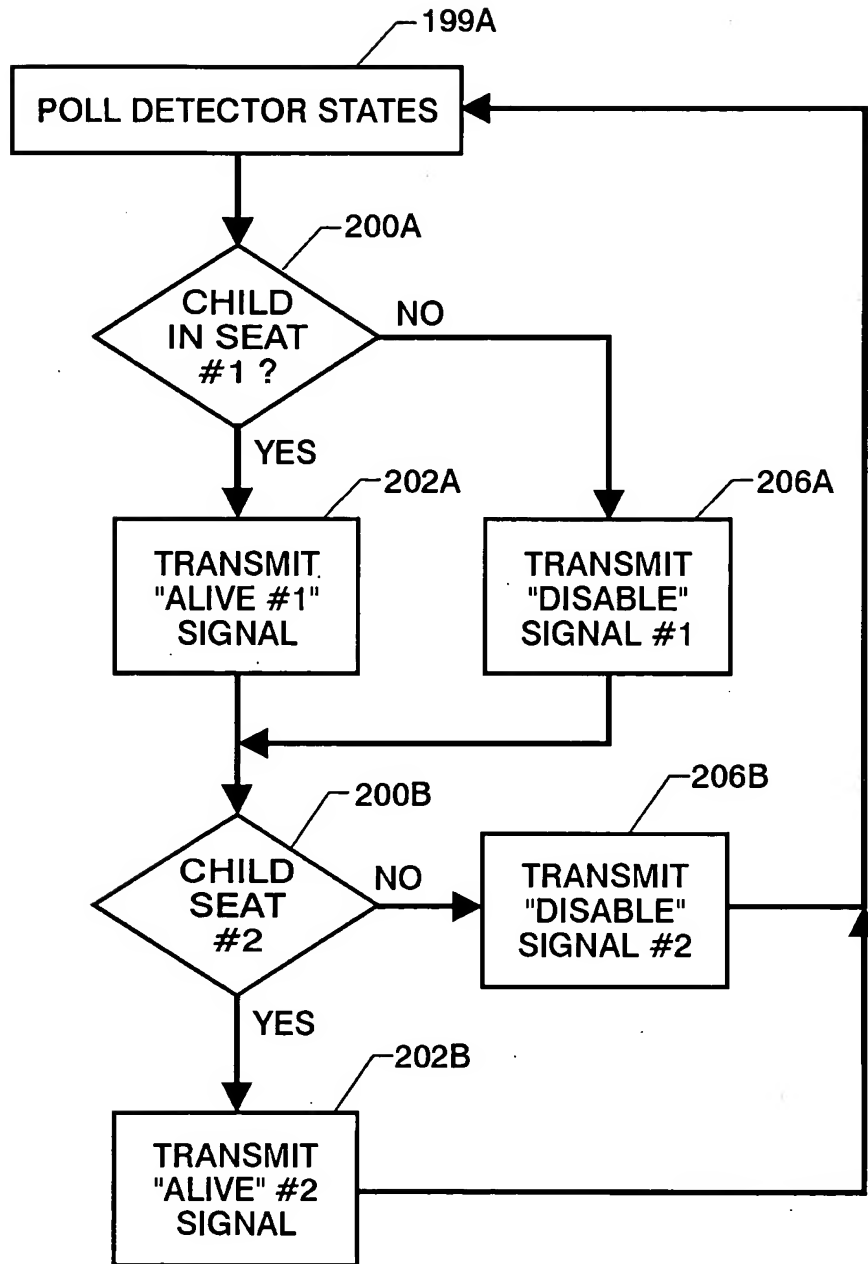 199A
POLL DETECTOR STATES
200A
CHILD
IN SEAT
#1 ?
NO
YES
202A
206A
TRANSMIT
"ALIVE #1"
SIGNAL
TRANSMIT
"DISABLE"
SIGNAL #1
200B
206B
CHILD
SEAT
#2
NO
TRANSMIT
"DISABLE"
SIGNAL #2
YES
202B
TRANSMIT
"ALIVE" #2
SIGNAL